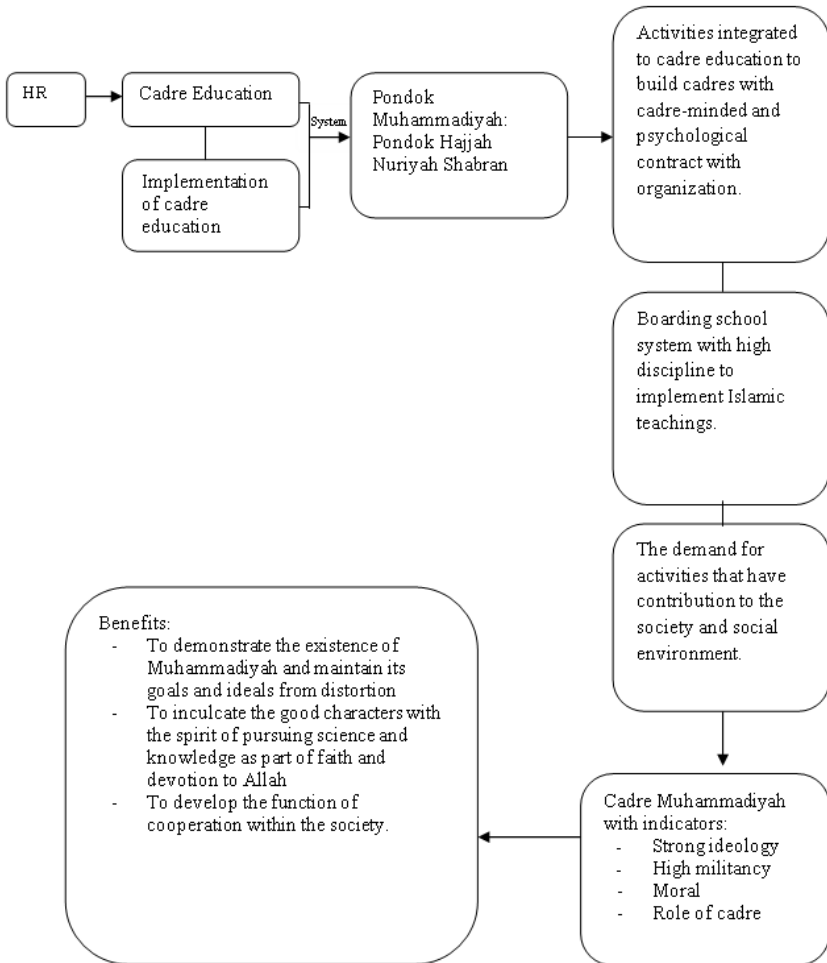 HR
Cadre Education
Implementation
of cadre
education
System
Pondok
Muhammadiyah:
Pondok Hajjah
Nuriyah Shabran
Activities integrated
to cadre education to
build cadres with
cadre-minded and
psychological
contract with
organization.
Boarding school
system with high
discipline to
implement Islamic
teachings.
The demand for
activities that have
contribution to the
society and social
environment.
Cadre Muhammadiyah
with indicators:
- Strong ideology
- High militancy
- Moral
- Role of cadre
Benefits:
- To demonstrate the existence of
Muhammadiyah and maintain its
goals and ideals from distortion
- To inculcate the good characters with
the spirit of pursuing science and
knowledge as part of faith and
devotion to Allah
- To develop the function of
cooperation within the society.